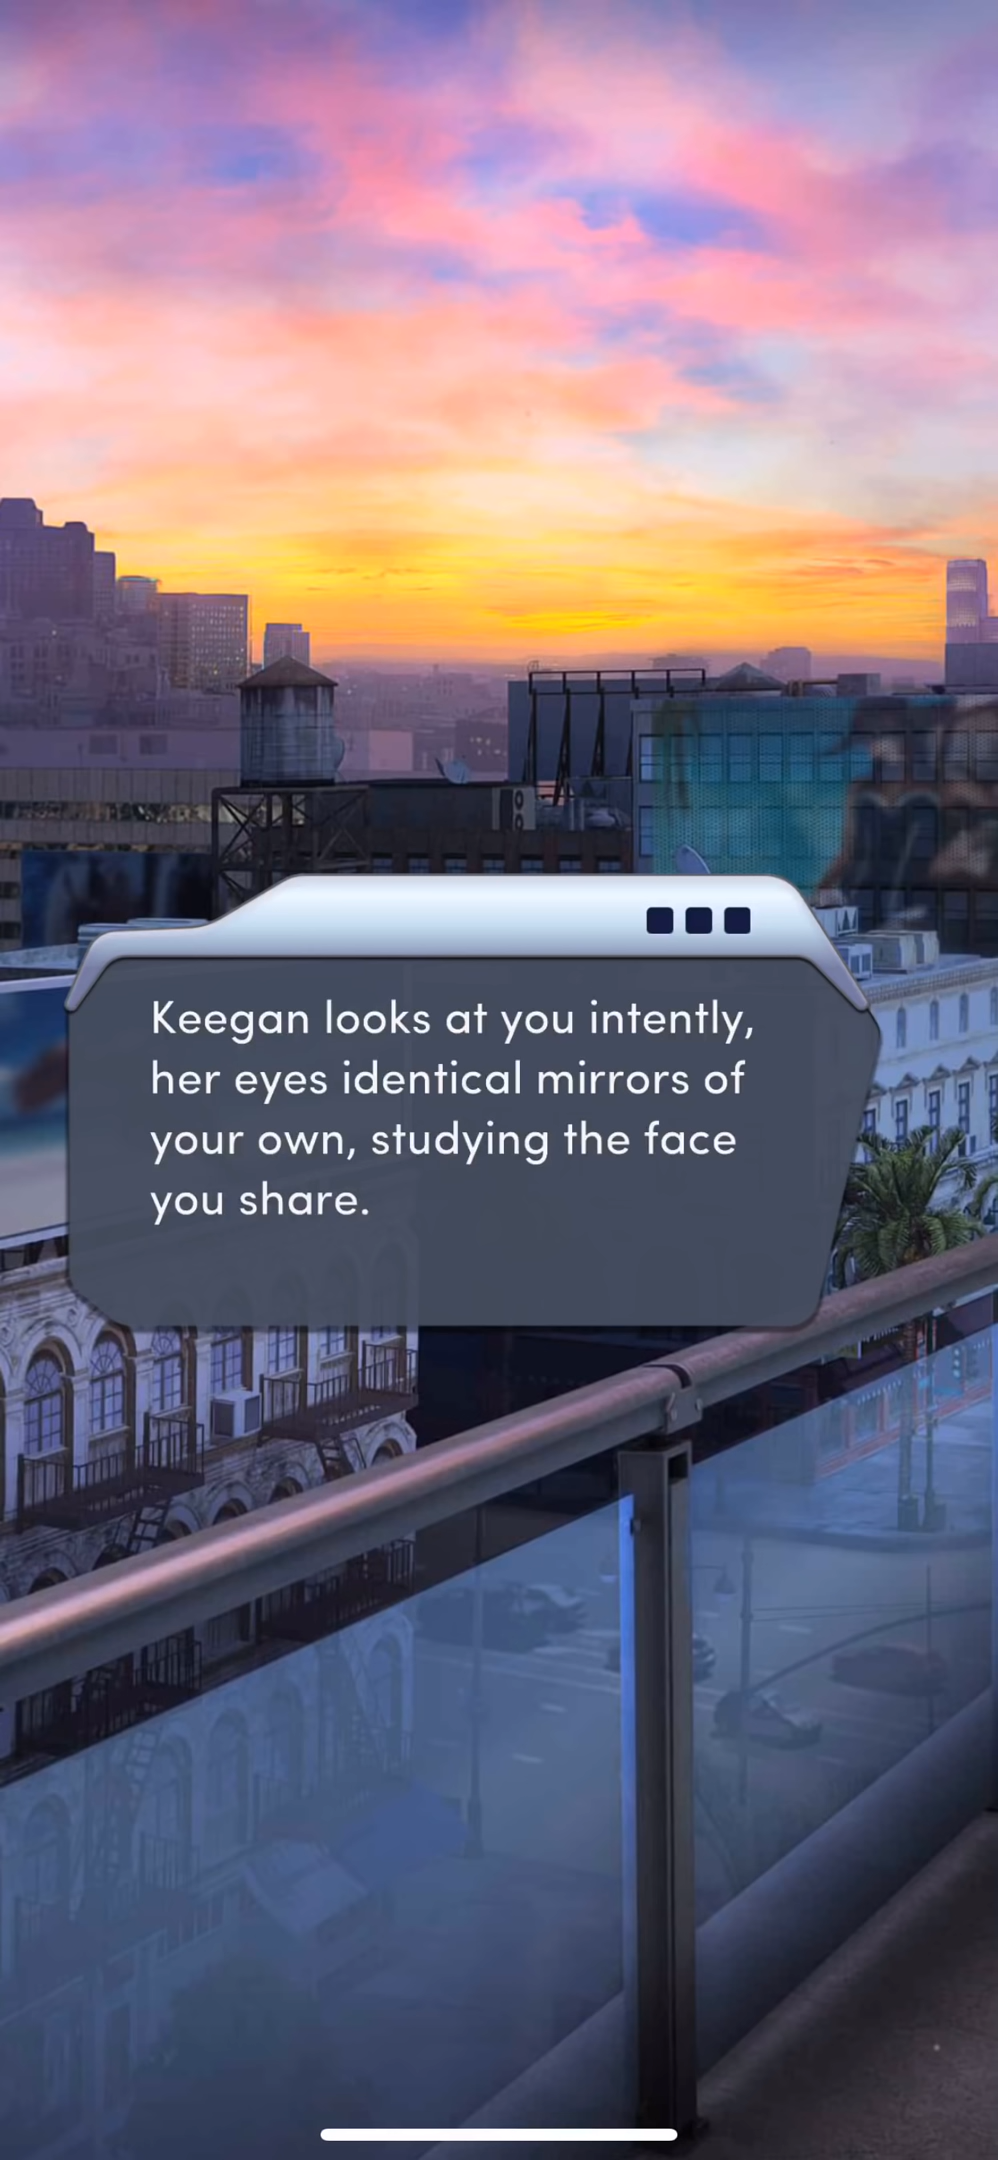 Keegan looks at you intently,
her eyes identical mirrors of
your own, studying the face
you share.